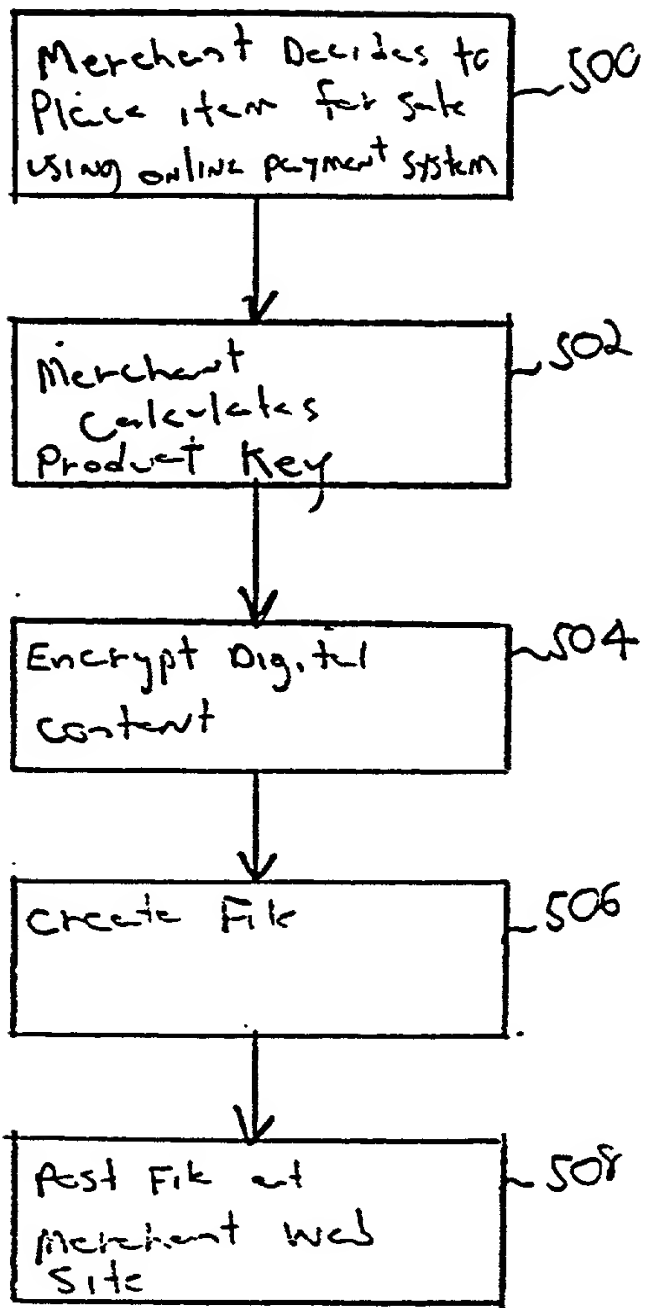 Merchant Decides to
Place item for sale
using online payment system
500
Merchant
Calculates
Product Key
502
Encrypt Digital
content
504
Create File
506
Post File at
Merchant Web
Site
508